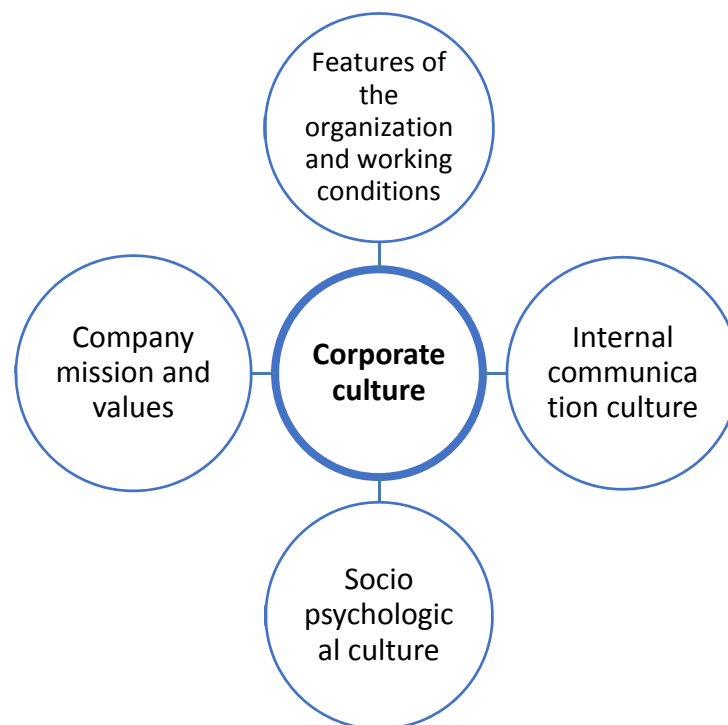 Features of
the
organization
and working
conditions
Company
mission and
values
Corporate
culture
Internal
communica
tion culture
Socio
psychologic
al culture